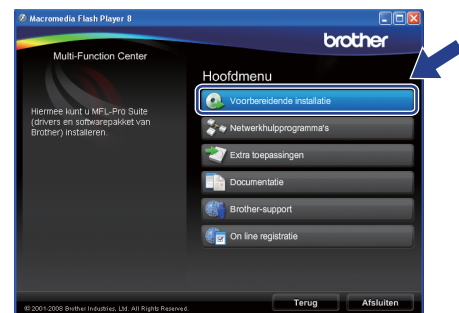 Macromedia Flash Player 8
brother
Multi-Function Center
Hoofdmenu
Hiermee kunt u MFL-Pro Suite
(drivers en softwarepakket van
Brother) installeren.
Voorbereidende installatie
Netwerkhulpprogramma's
Extra toepassingen
Documentatie
Brother-support
On line registratie
© 2001-2008 Brother Industries, Ltd. All Rights Reserved.
Terug
Afsluiten